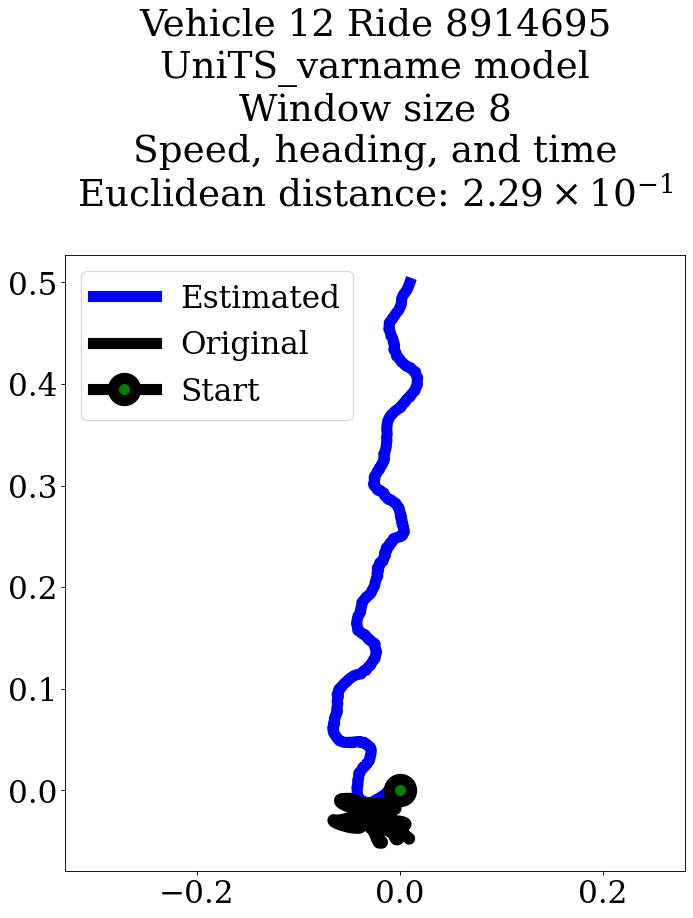 Vehicle 12 Ride 8914695
UniTS_varname model
Window size 8
Speed, heading, and time
Euclidean distance: 2.29 × 10⁻¹
Estimated
Original
Start
0.5
0.4
0.3
0.2
0.1
0.0
−0.2 0.0 0.2